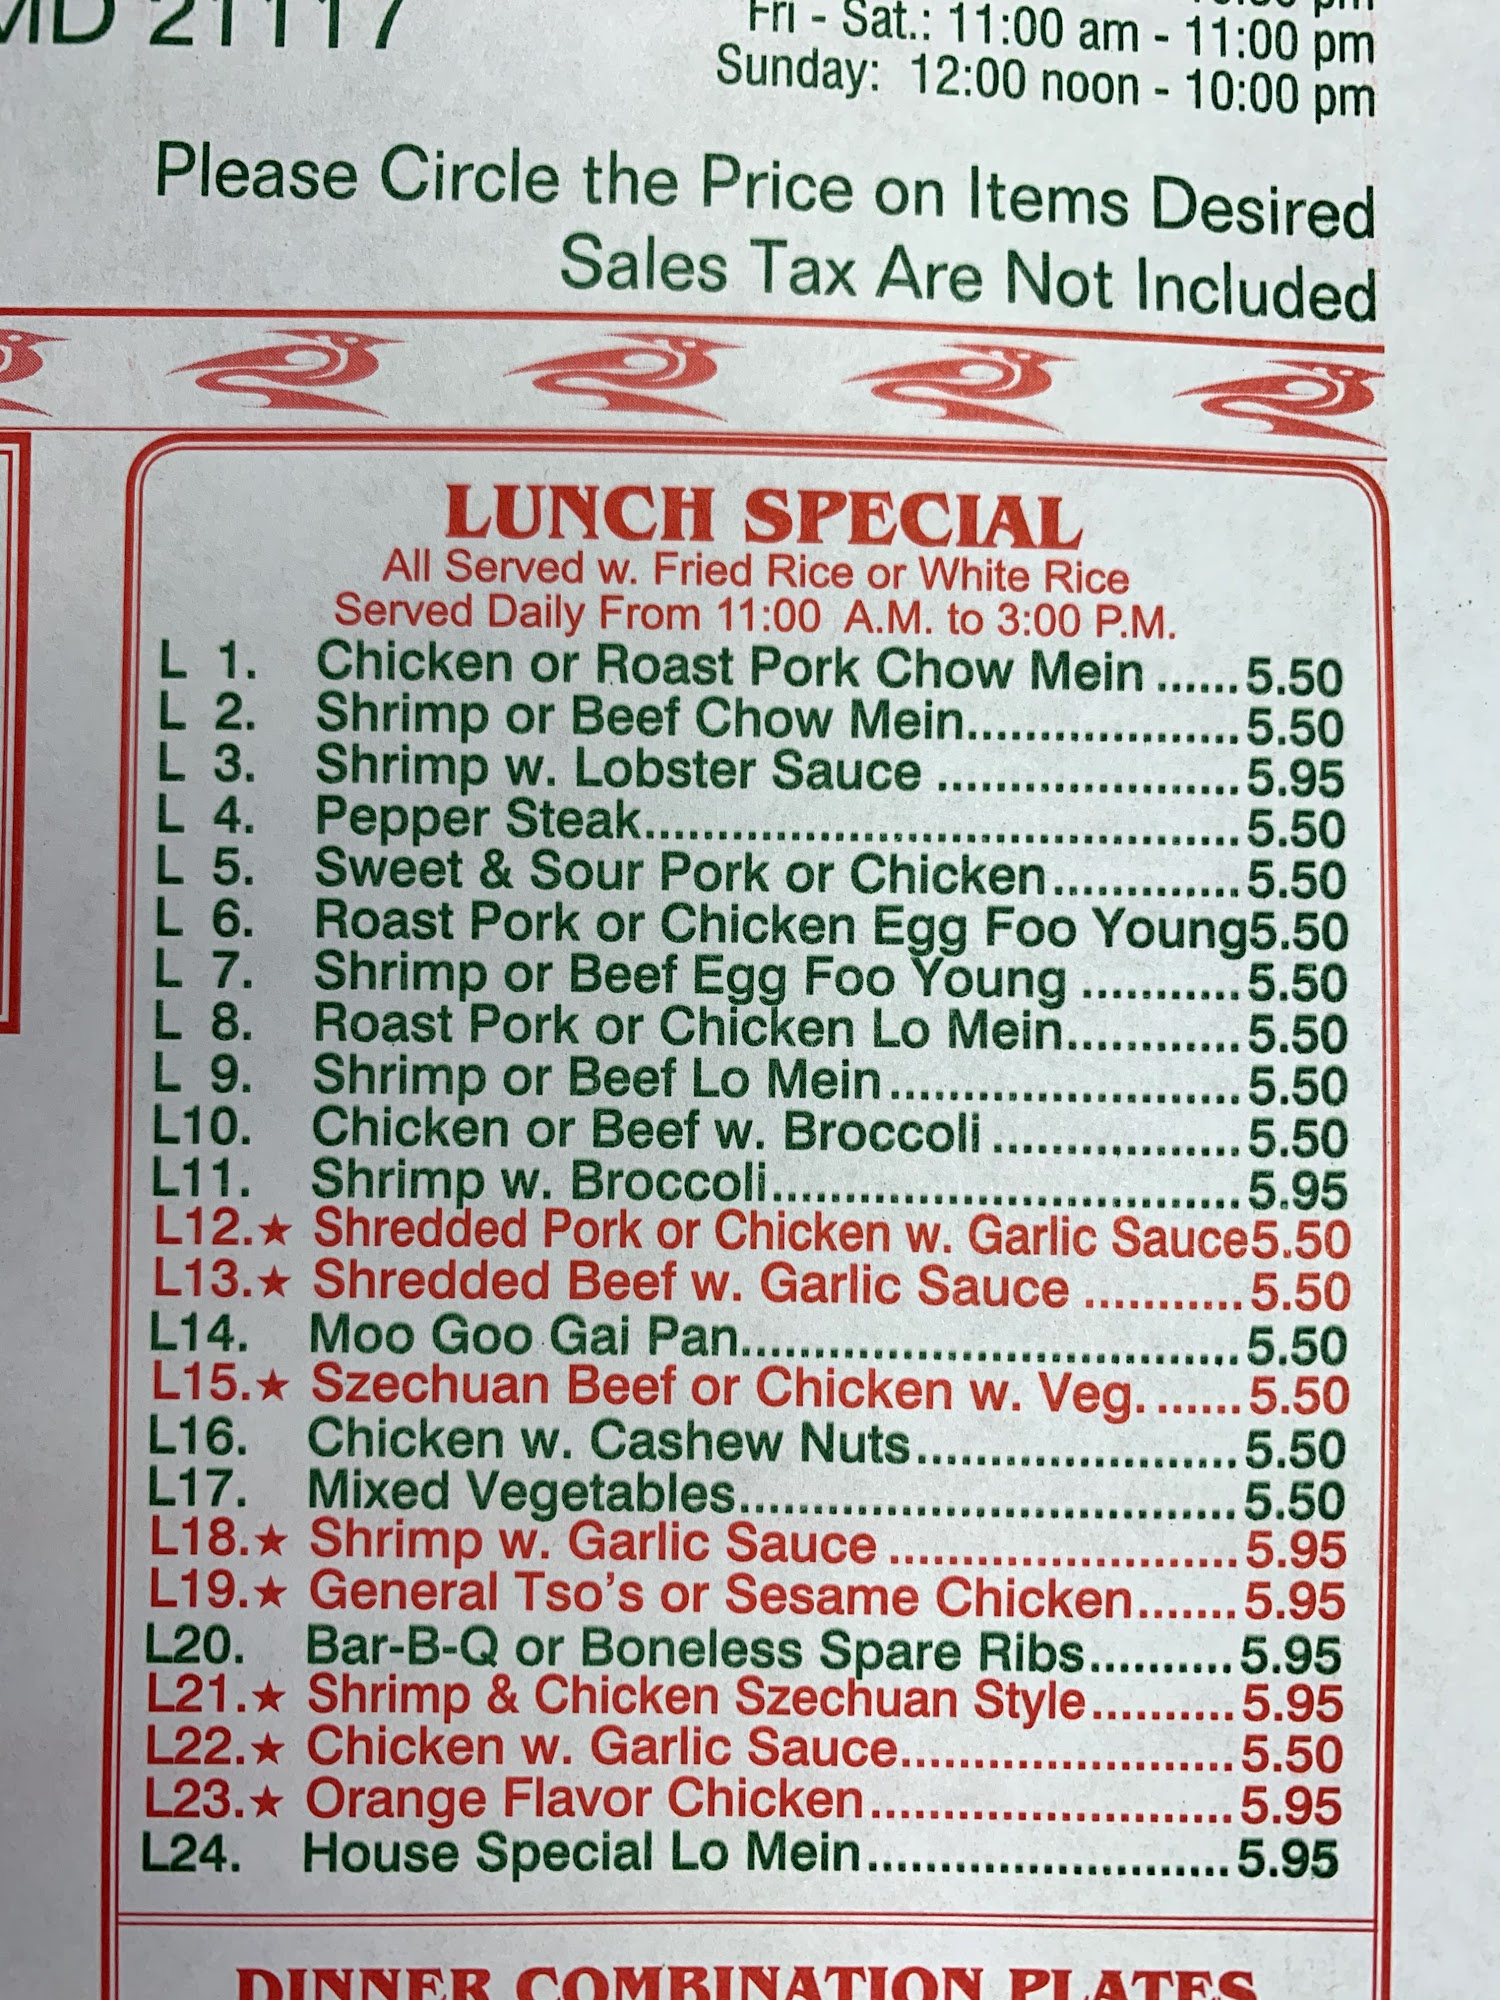 MD 21117
pm
Fri - Sat.: 11:00 am - 11:00 pm
Sunday: 12:00 noon - 10:00 pm
Please Circle the Price on Items Desired
Sales Tax Are Not Included
LUNCH SPECIAL
All Served w. Fried Rice or White Rice
Served Daily From 11:00 A.M. to 3:00 P.M.
L 1. Chicken or Roast Pork Chow Mein ......5.50
L 2. Shrimp or Beef Chow Mein...................5.50
L 3. Shrimp w. Lobster Sauce .....................5.95
L 4. Pepper Steak.........................................5.50
L 5. Sweet & Sour Pork or Chicken.............5.50
L 6. Roast Pork or Chicken Egg Foo Young5.50
L 7. Shrimp or Beef Egg Foo Young ...........5.50
L 8. Roast Pork or Chicken Lo Mein............5.50
L 9. Shrimp or Beef Lo Mein........................5.50
L10. Chicken or Beef w. Broccoli .................5.50
L11. Shrimp w. Broccoli................................5.95
L12.★ Shredded Pork or Chicken w. Garlic Sauce5.50
L13.★ Shredded Beef w. Garlic Sauce ...........5.50
L14. Moo Goo Gai Pan..................................5.50
L15.★ Szechuan Beef or Chicken w. Veg. ......5.50
L16. Chicken w. Cashew Nuts......................5.50
L17. Mixed Vegetables..................................5.50
L18.★ Shrimp w. Garlic Sauce ........................5.95
L19.★ General Tso's or Sesame Chicken.......5.95
L20. Bar-B-Q or Boneless Spare Ribs..........5.95
L21.★ Shrimp & Chicken Szechuan Style..........5.95
L22.★ Chicken w. Garlic Sauce.......................5.50
L23.★ Orange Flavor Chicken.........................5.95
L24. House Special Lo Mein.........................5.95
DINNER COMBINATION PLATES